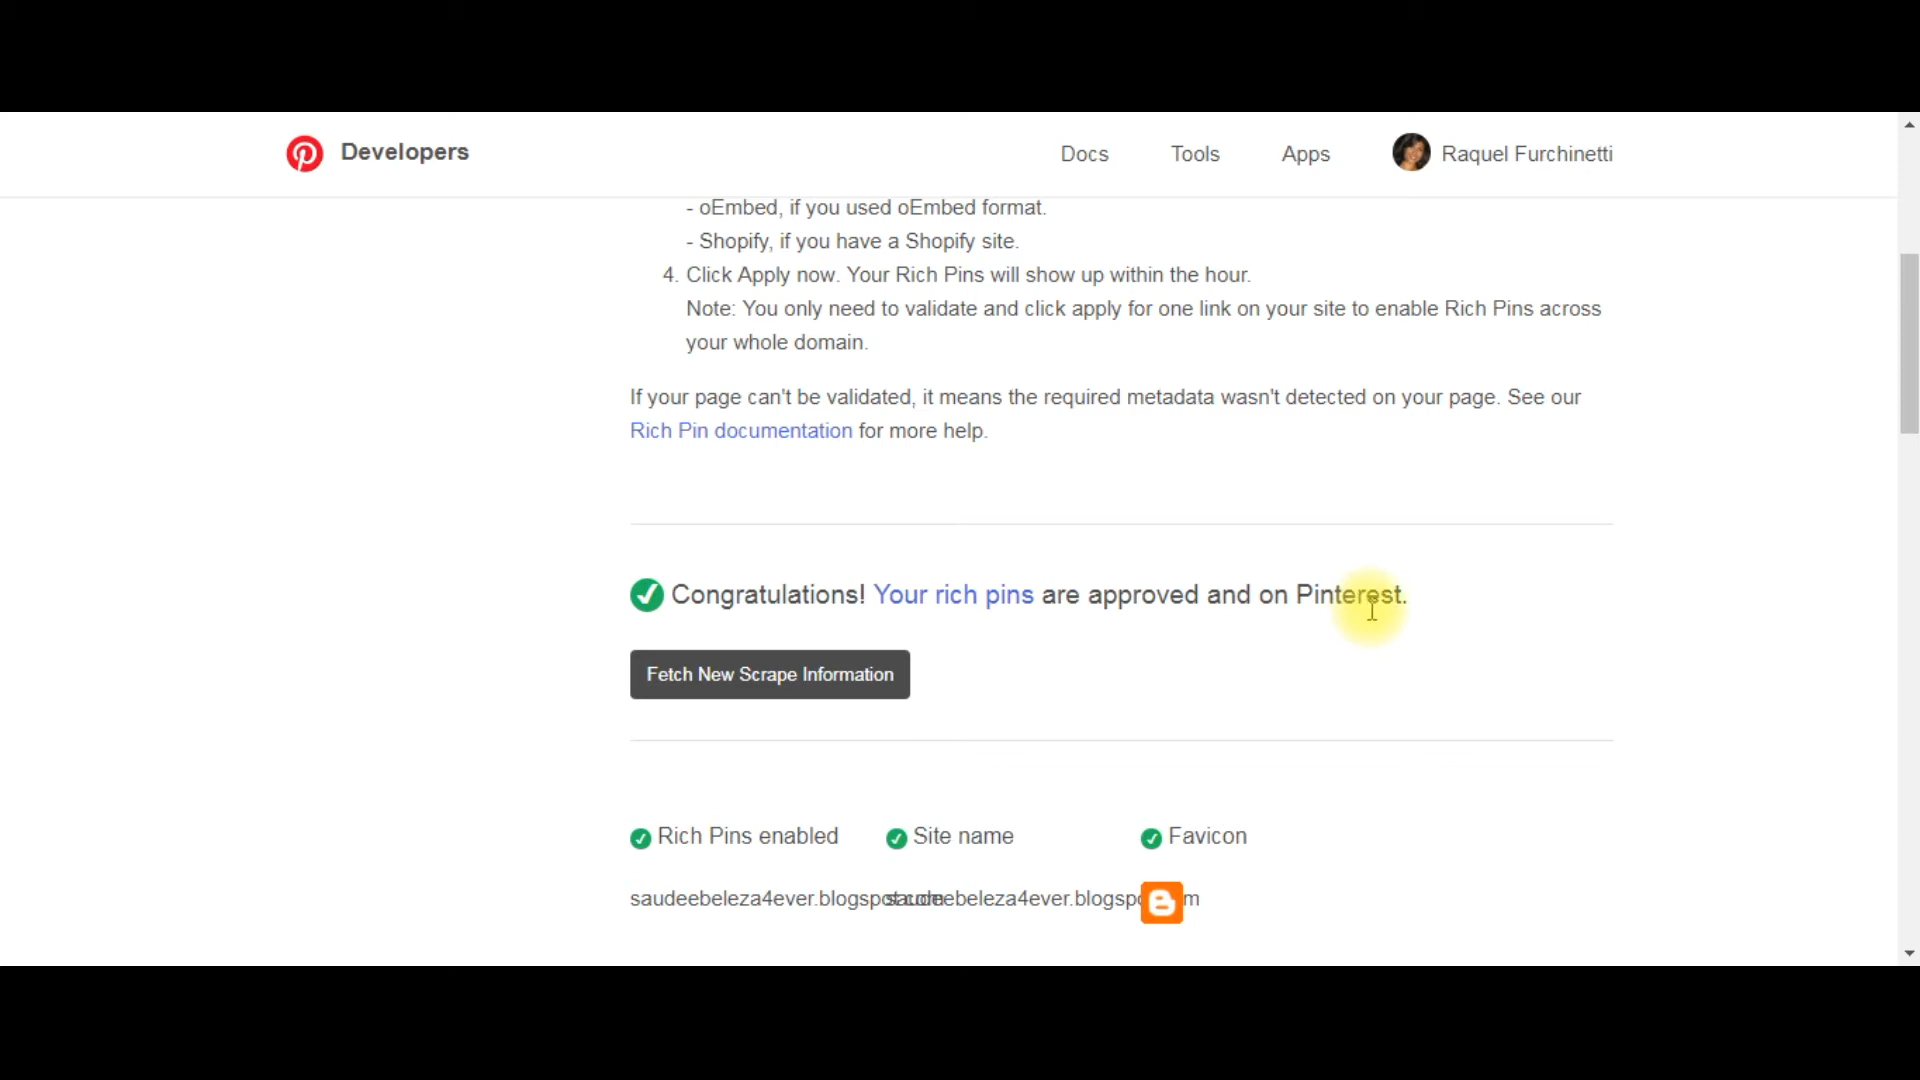 Developers
Docs Tools Apps Raquel Furchinetti
- oEmbed, if you used oEmbed format.
- Shopify, if you have a Shopify site.
4. Click Apply now. Your Rich Pins will show up within the hour.
Note: You only need to validate and click apply for one link on your site to enable Rich Pins across
your whole domain.
If your page can't be validated, it means the required metadata wasn't detected on your page. See our
Rich Pin documentation for more help.
Congratulations! Your rich pins are approved and on Pinterest.
Fetch New Scrape Information
Rich Pins enabled Site name Favicon